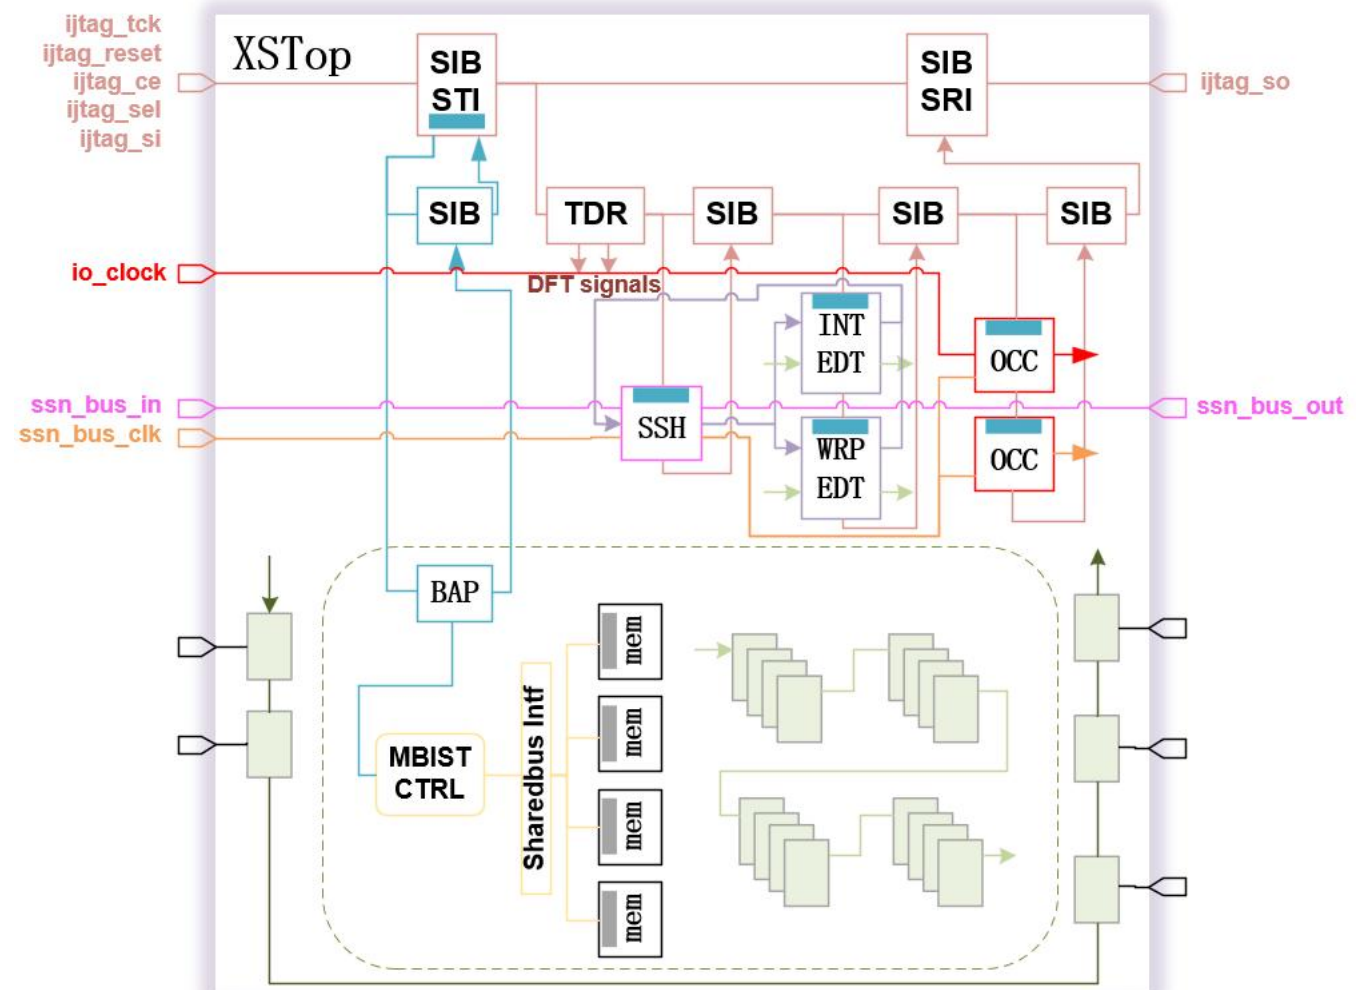 ijtag_tck
ijtag_reset
ijtag_ce
ijtag_sel
ijtag_si
XSTop
SIB
STI
SIB
SRI
ijtag_so
SIB
TDR
SIB
SIB
SIB
io_clock
DFT signals
INT
EDT
OCC
ssn_bus_in
ssn_bus_out
ssn_bus_clk
SSH
WRP
EDT
OCC
BAP
mem
mem
mem
mem
Sharedbus Intf
MBIST
CTRL